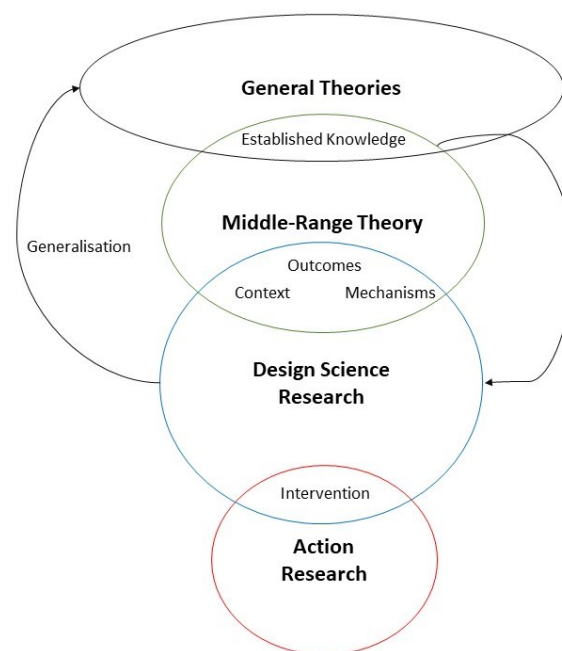 General Theories
Established Knowledge
Middle-Range Theory
Generalisation
Outcomes
Context
Mechanisms
Design Science
Research
Intervention
Action
Research